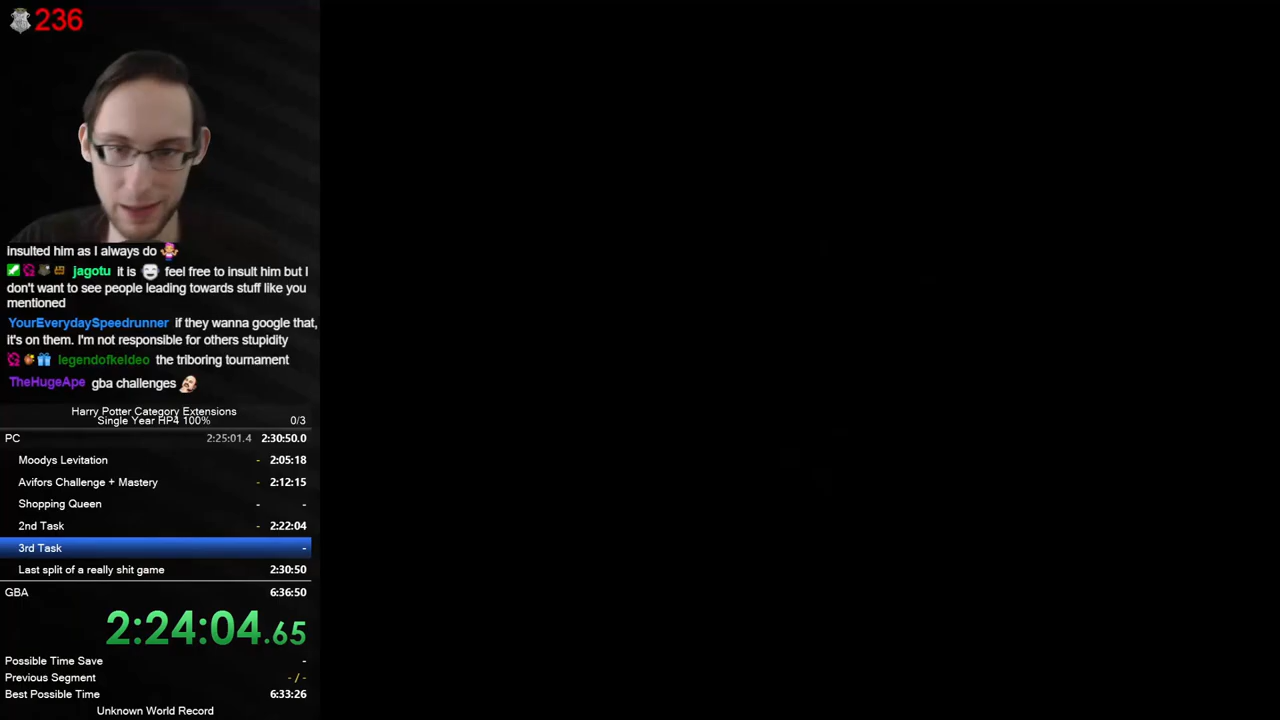 236
insulted him as I always do
jagotu it is feel free to insult him but I
don't want to see people leading towards stuff like you
mentioned
YourEverydaySpeedrunner if they wanna google that,
it's on them. I'm not responsible for others stupidity
legendofkeldeo the triboring tournament
TheHugeApe gba challenges
Harry Potter Category Extensions
Single Year HP4 100% 0/3
PC 2:25:01.4 2:30:50.0
Moodys Levitation - 2:05:18
Avifors Challenge + Mastery - 2:12:15
Shopping Queen - -
2nd Task - 2:22:04
3rd Task -
Last split of a really shit game 2:30:50
GBA 6:36:50
2:24:04.65
Possible Time Save -
Previous Segment - / -
Best Possible Time 6:33:26
Unknown World Record